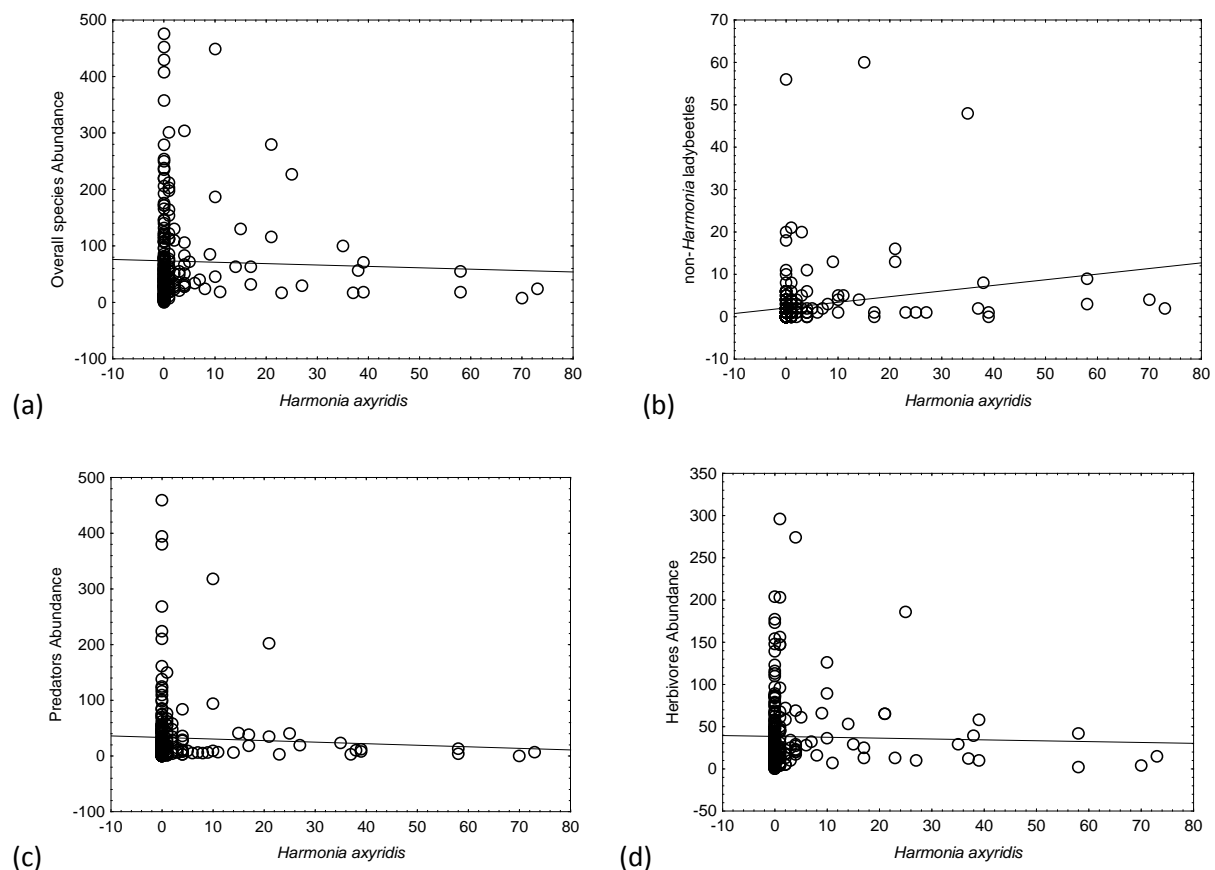 500
400
300
200
100
0
-100
Overall species Abundance
-10 0 10 20 30 40 50 60 70 80
Harmonia axyridis
(a)
70
60
50
40
30
20
10
0
-10
non-Harmonia ladybeetles
-10 0 10 20 30 40 50 60 70 80
Harmonia axyridis
(b)
500
400
300
200
100
0
-100
Predators Abundance
-10 0 10 20 30 40 50 60 70 80
Harmonia axyridis
(c)
350
300
250
200
150
100
50
0
-50
Herbivores Abundance
-10 0 10 20 30 40 50 60 70 80
Harmonia axyridis
(d)